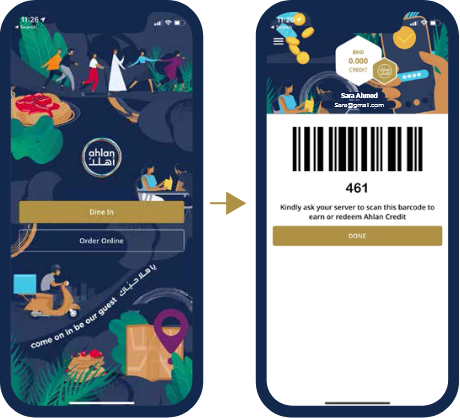 11:26
Search
ahlan
أهلاً
Dine In
Order Online
come on in be our guest يا هلا حياك
11:26
Search
BHD
0.000
CREDIT
Sara Ahmed
Sara@gmail.com
461
Kindly ask your server to scan this barcode to
earn or redeem Ahlan Credit
DONE